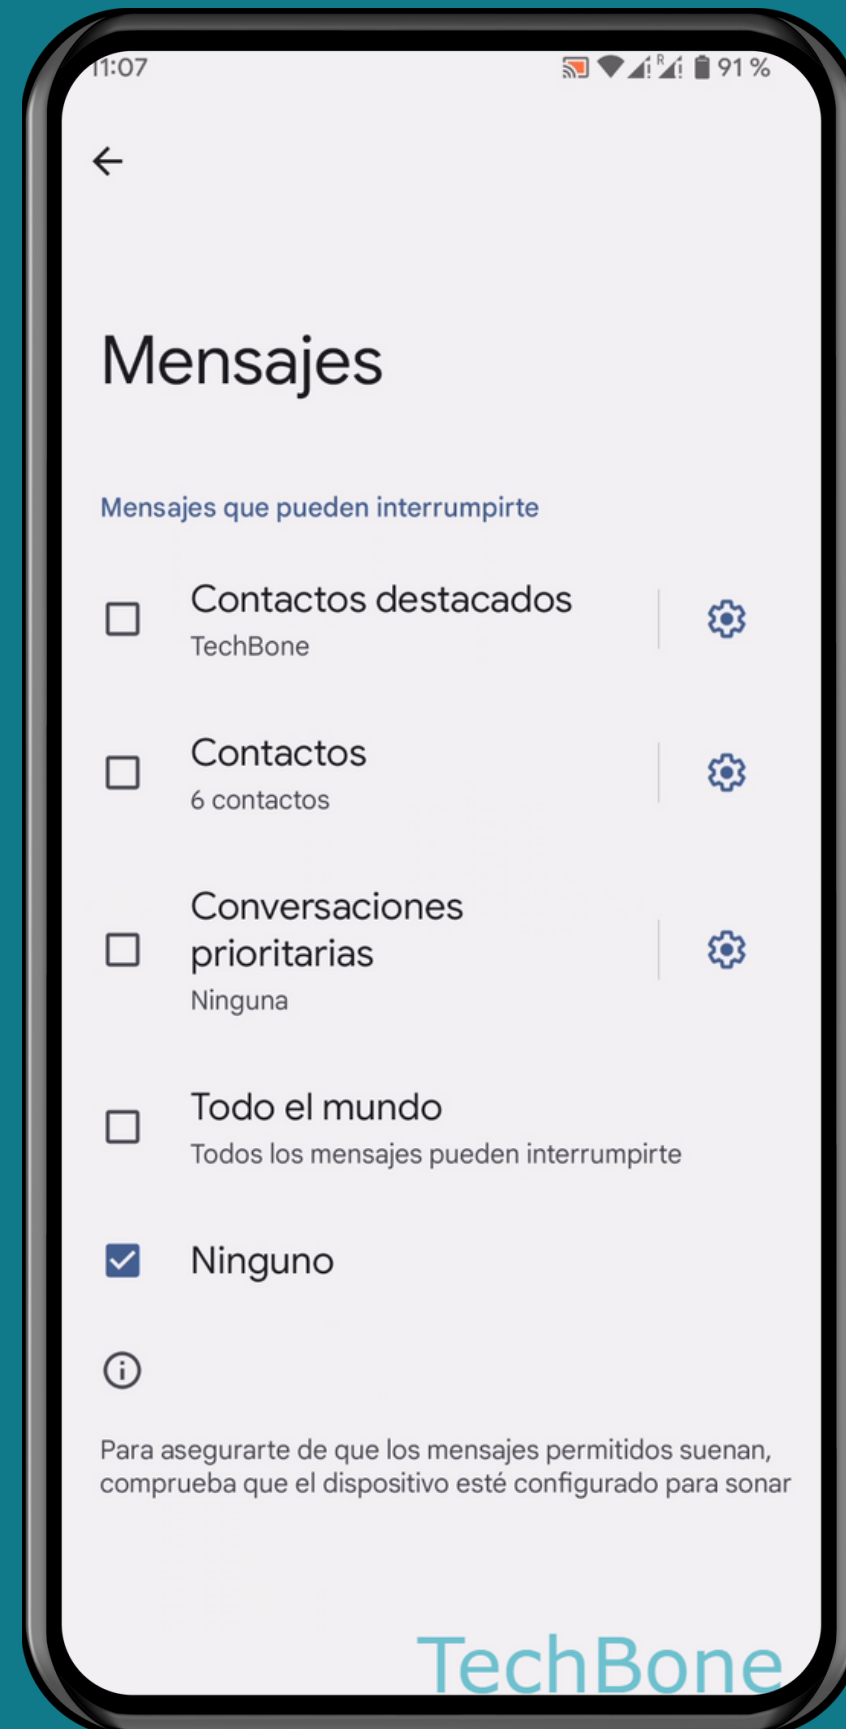 11:07
R
91 %
Mensajes
Mensajes que pueden interrumpirte
Contactos destacados
TechBone
Contactos
6 contactos
Conversaciones
prioritarias
Ninguna
Todo el mundo
Todos los mensajes pueden interrumpirte
Ninguno
Para asegurarte de que los mensajes permitidos suenan,
comprueba que el dispositivo esté configurado para sonar
TechBone